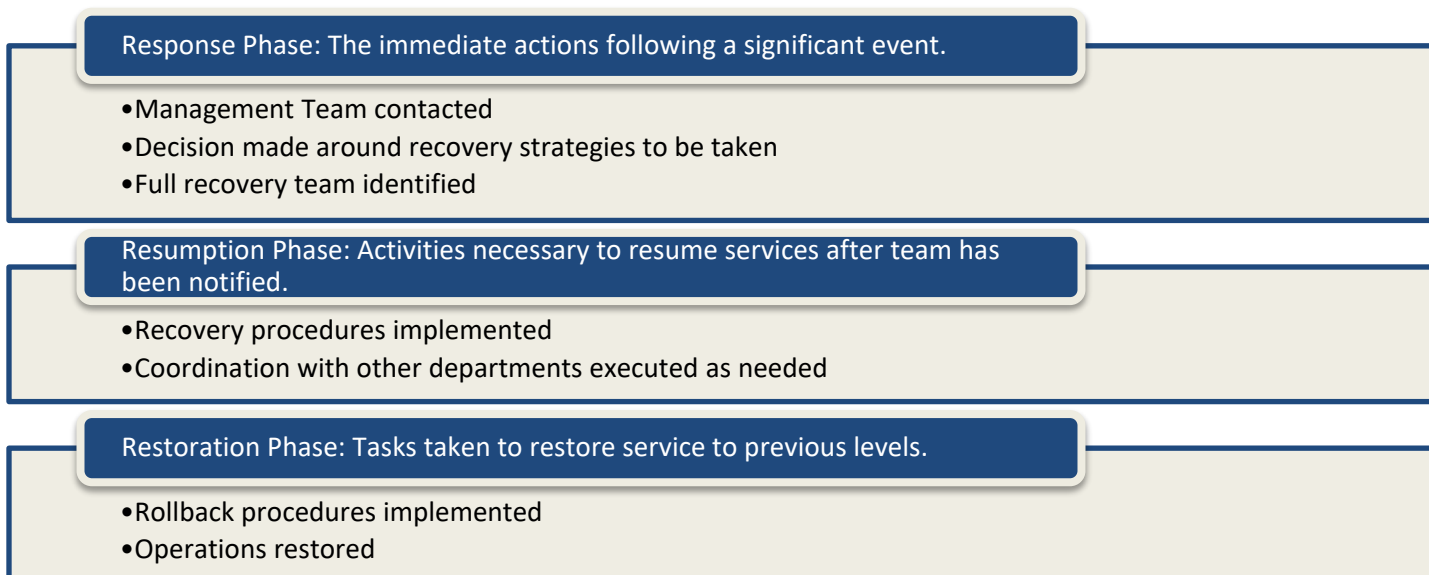 Response Phase: The immediate actions following a significant event.
•Management Team contacted
•Decision made around recovery strategies to be taken
•Full recovery team identified
Resumption Phase: Activities necessary to resume services after team has
been notified.
•Recovery procedures implemented
•Coordination with other departments executed as needed
Restoration Phase: Tasks taken to restore service to previous levels.
•Rollback procedures implemented
•Operations restored